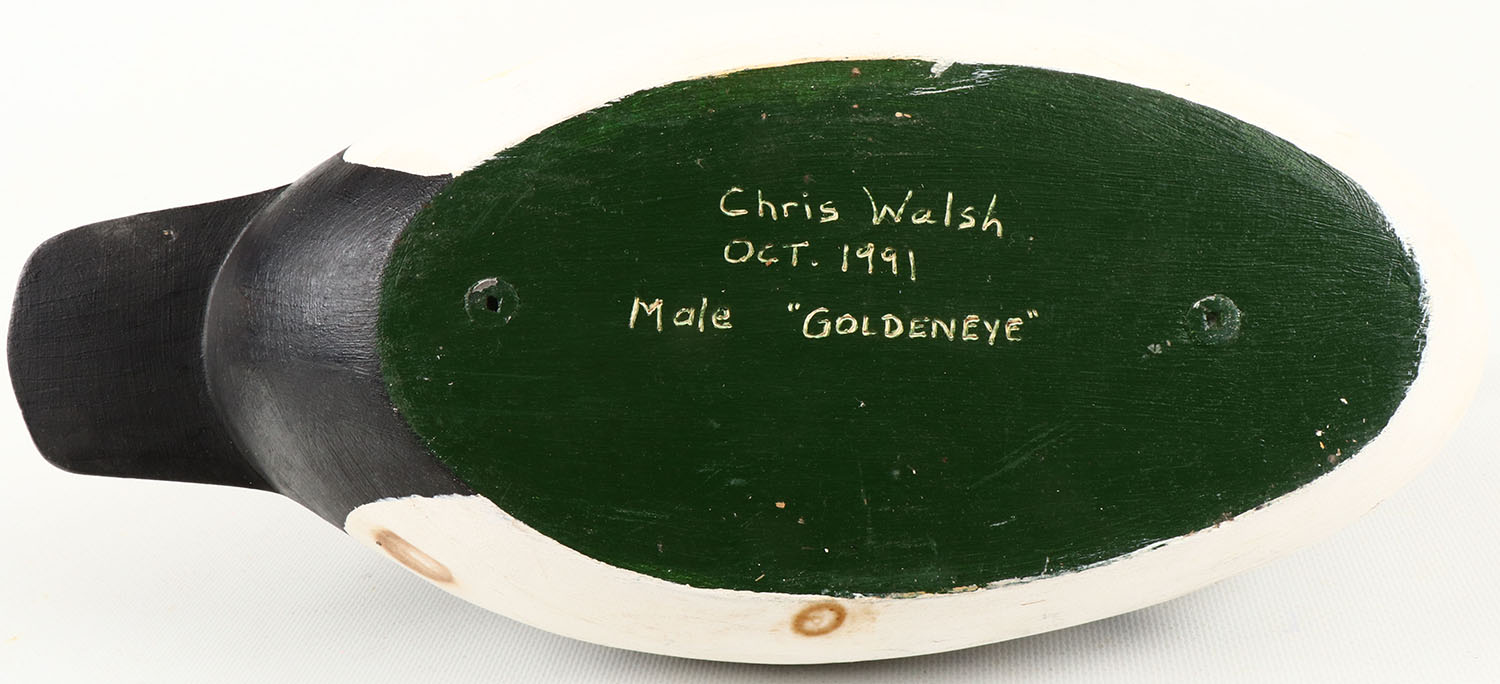 Chris Walsh
OCT. 1991
Male "GOLDENEYE"